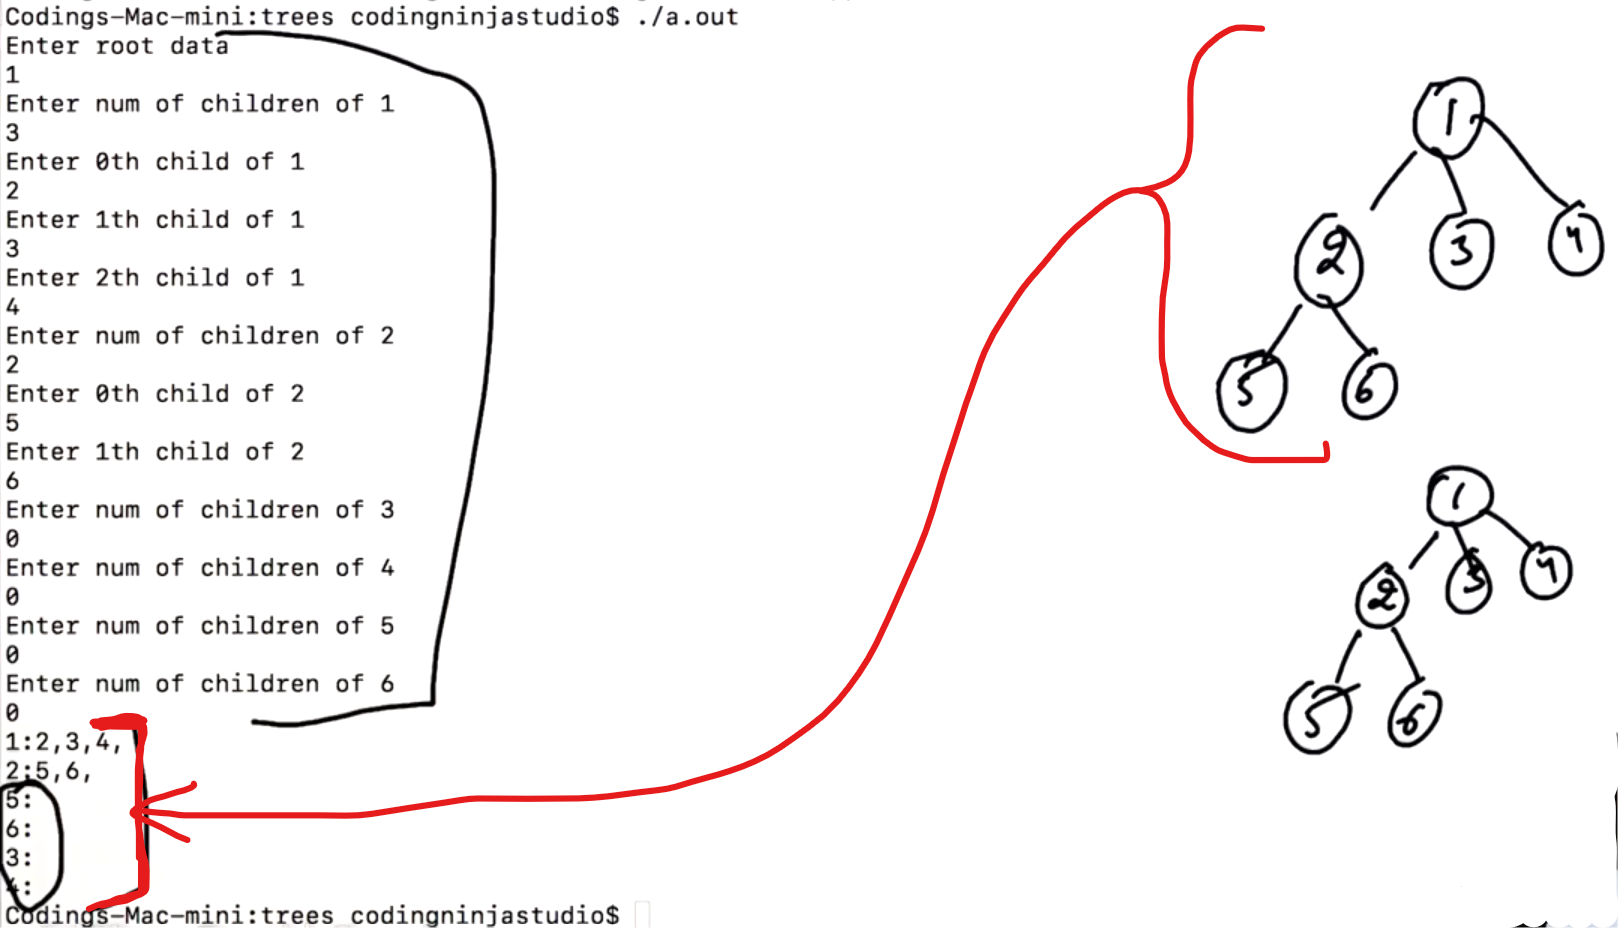 Codings-Mac-mini:trees codingninjastudio$ ./a.out
Enter root data
1
Enter num of children of 1
3
Enter 0th child of 1
2
Enter 1th child of 1
3
Enter 2th child of 1
4
Enter num of children of 2
2
Enter 0th child of 2
5
Enter 1th child of 2
6
Enter num of children of 3
0
Enter num of children of 4
0
Enter num of children of 5
0
Enter num of children of 6
0
1:2,3,4,
2:5,6,
5:
6:
3:
4:
Codings-Mac-mini:trees codingninjastudio$
1
2 3 4
5 6
1
2 3 4
5 6